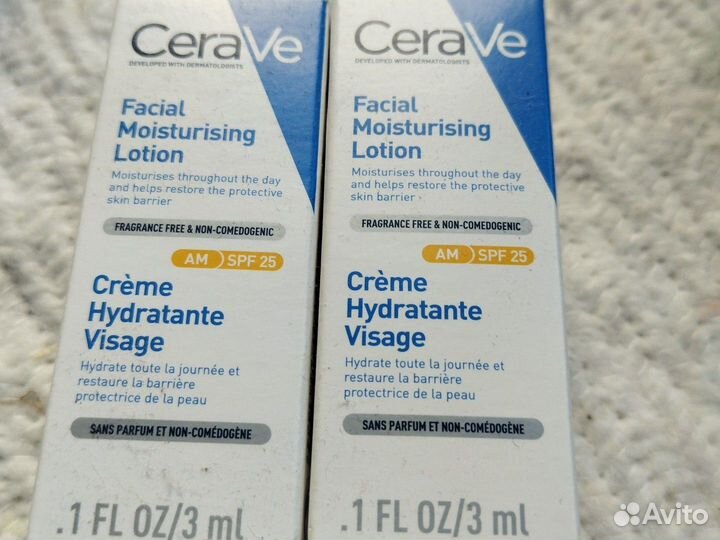 CeraVe
DEVELOPED WITH DERMATOLOGISTS
Facial
Moisturising
Lotion
Moisturises throughout the day
and helps restore the protective
skin barrier
FRAGRANCE FREE & NON-COMEDOGENIC
AM SPF 25
Crème
Hydratante
Visage
Hydrate toute la journée et
restaure la barrière
protectrice de la peau
SANS PARFUM ET NON-COMÉDOGÈNE
.1 FL OZ/3 ml
CeraVe
DEVELOPED WITH DERMATOLOGISTS
Facial
Moisturising
Lotion
Moisturises throughout the day
and helps restore the protective
skin barrier
FRAGRANCE FREE & NON-COMEDOGENIC
AM SPF 25
Crème
Hydratante
Visage
Hydrate toute la journée et
restaure la barrière
protectrice de la peau
SANS PARFUM ET NON-COMÉDOGÈNE
.1 FL OZ/3 ml
Avito